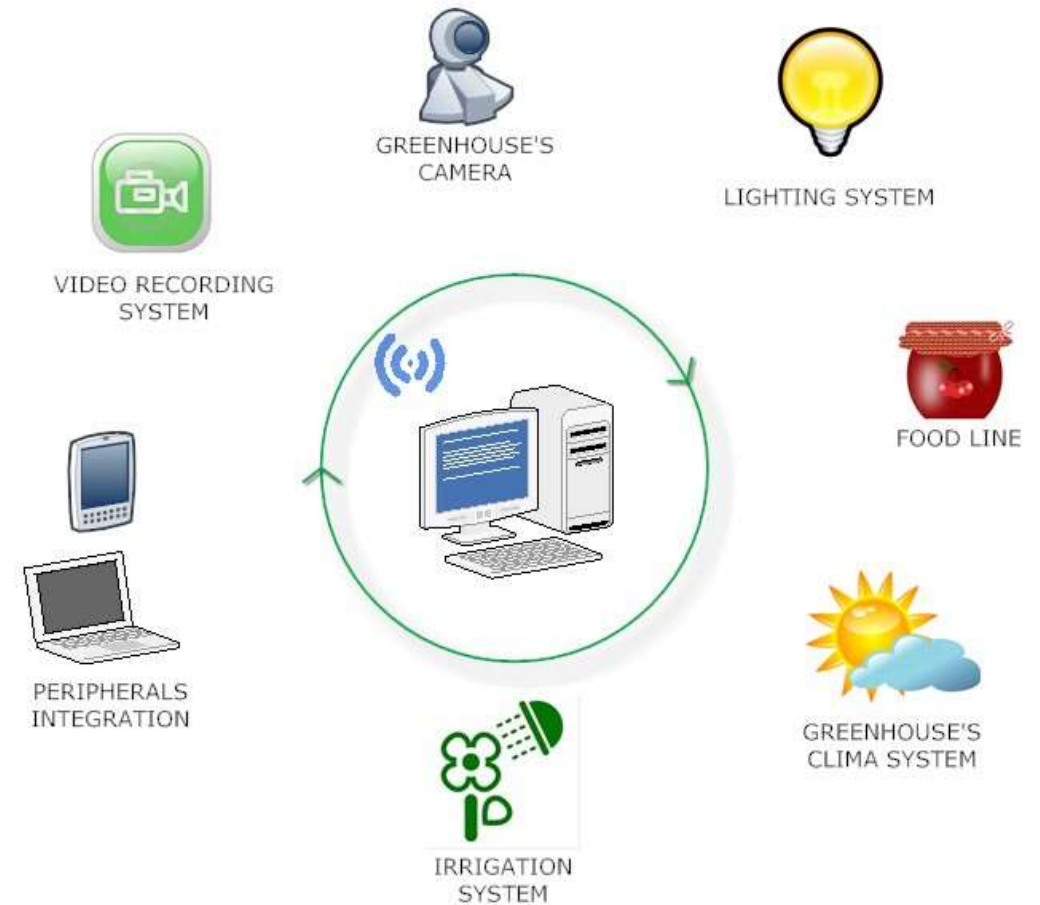 GREENHOUSE'S
CAMERA
LIGHTING SYSTEM
VIDEO RECORDING
SYSTEM
FOOD LINE
PERIPHERALS
INTEGRATION
GREENHOUSE'S
CLIMA SYSTEM
IRRIGATION
SYSTEM